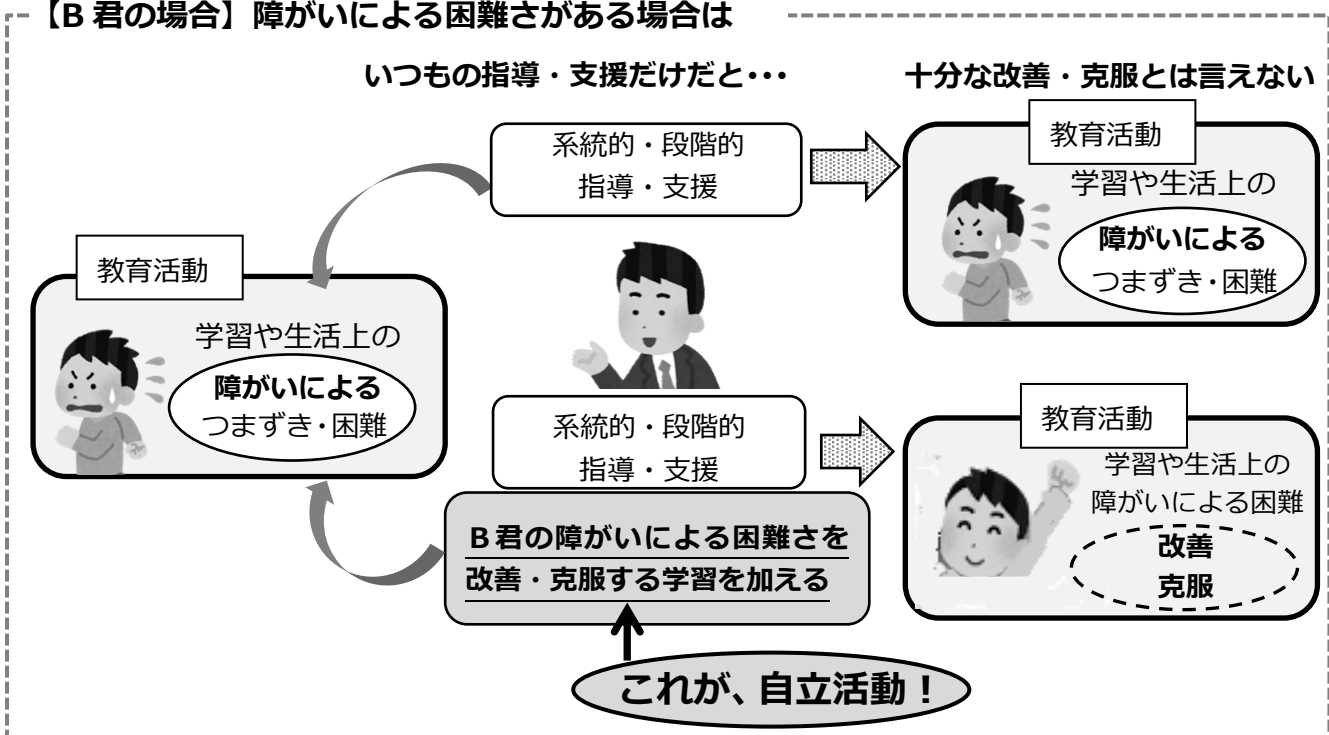 【B 君の場合】障がいによる困難さがある場合は
いつもの指導・支援だけだと・・・
十分な改善・克服とは言えない
系統的・段階的
指導・支援
教育活動
学習や生活上の
障がいによる
つまずき・困難
教育活動
学習や生活上の
障がいによる
つまずき・困難
系統的・段階的
指導・支援
B君の障がいによる困難さを
改善・克服する学習を加える
教育活動
学習や生活上の
障がいによる困難
改善
克服
これが、自立活動！